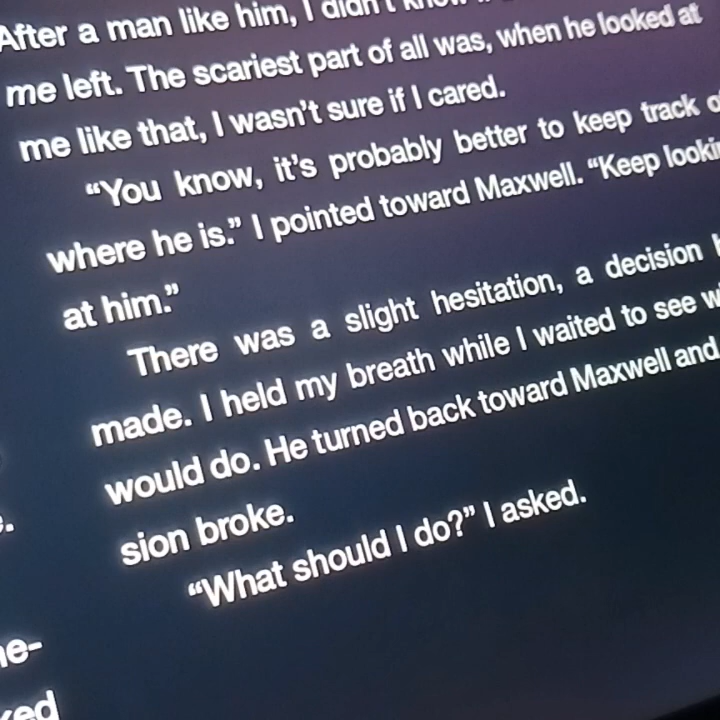 After a man like him, I didn't know
me left. The scariest part of all was, when he looked at
me like that, I wasn't sure if I cared.
“You know, it's probably better to keep track
where he is.” I pointed toward Maxwell. “Keep
at him.”
There was a slight hesitation, a decision
made. I held my breath while I waited to see
would do. He turned back toward Maxwell and
sion broke.
“What should I do?” I asked.